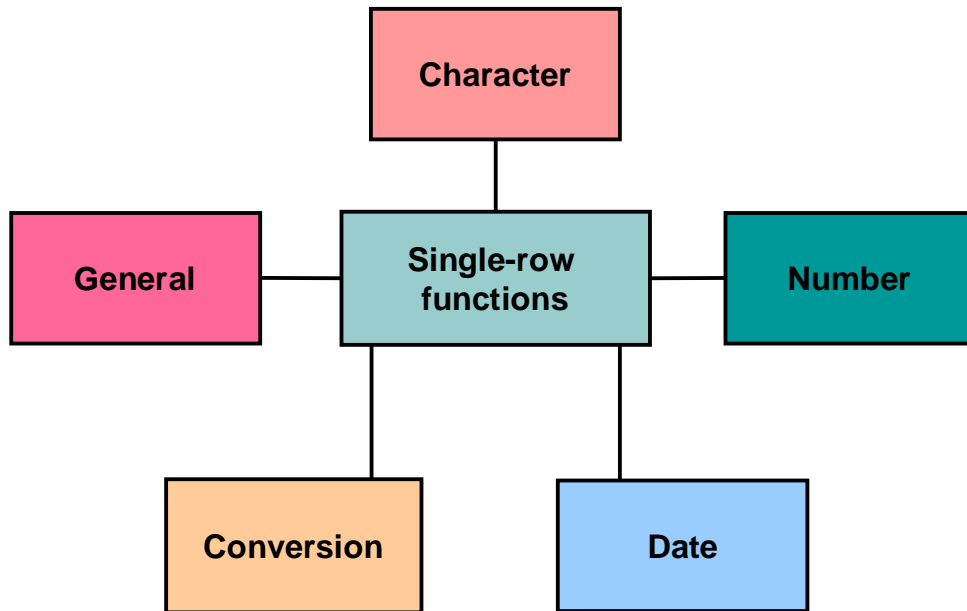 Character
General
Single-row
functions
Number
Conversion
Date